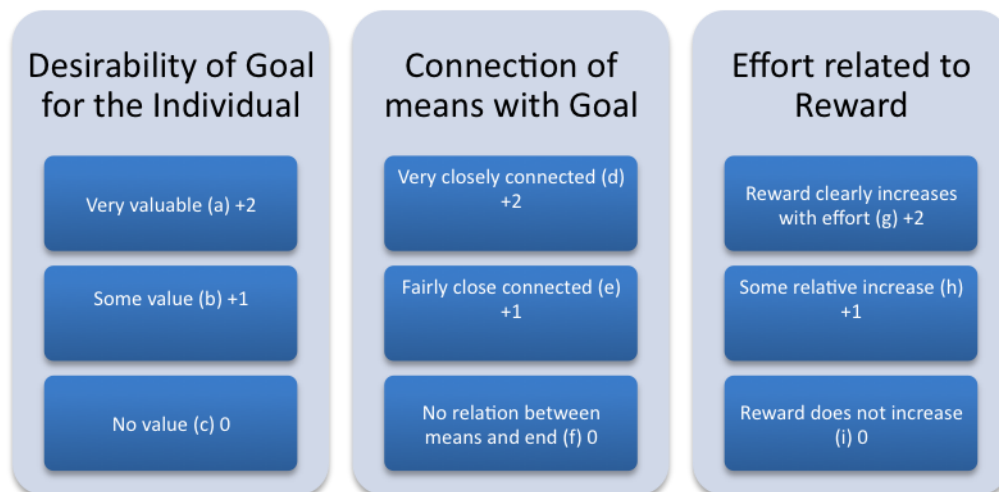 Desirability of Goal
for the Individual
Very valuable (a) +2
Some value (b) +1
No value (c) 0
Connection of
means with Goal
Very closely connected (d)
+2
Fairly close connected (e)
+1
No relation between
means and end (f) 0
Effort related to
Reward
Reward clearly increases
with effort (g) +2
Some relative increase (h)
+1
Reward does not increase
(i) 0